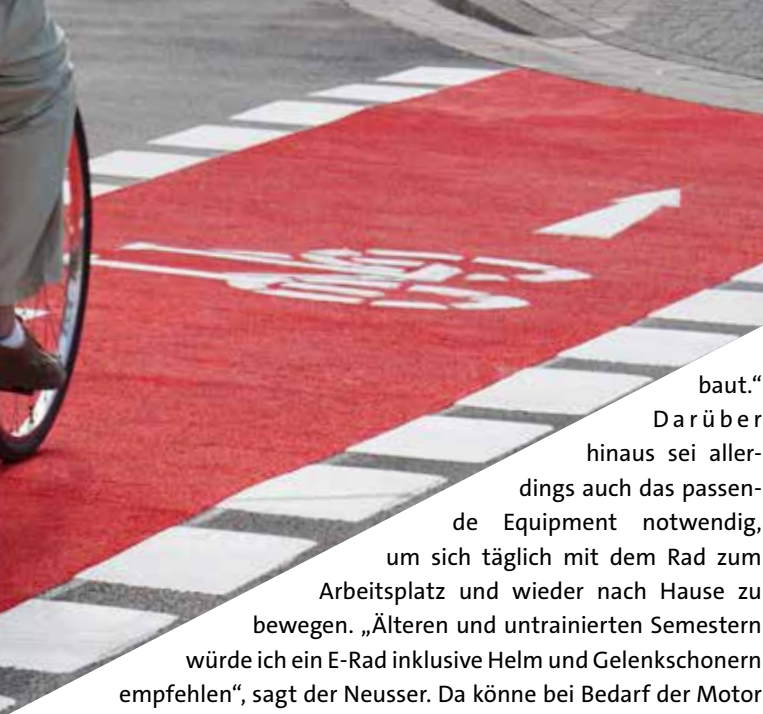 baut.“
Darüber
hinaus sei aller-
dings auch das passen-
de Equipment notwendig,
um sich täglich mit dem Rad zum
Arbeitsplatz und wieder nach Hause zu
bewegen. „Älteren und untrainierten Semestern
würde ich ein E-Rad inklusive Helm und Gelenkschonern
empfehlen“, sagt der Neusser. Da könne bei Bedarf der Motor